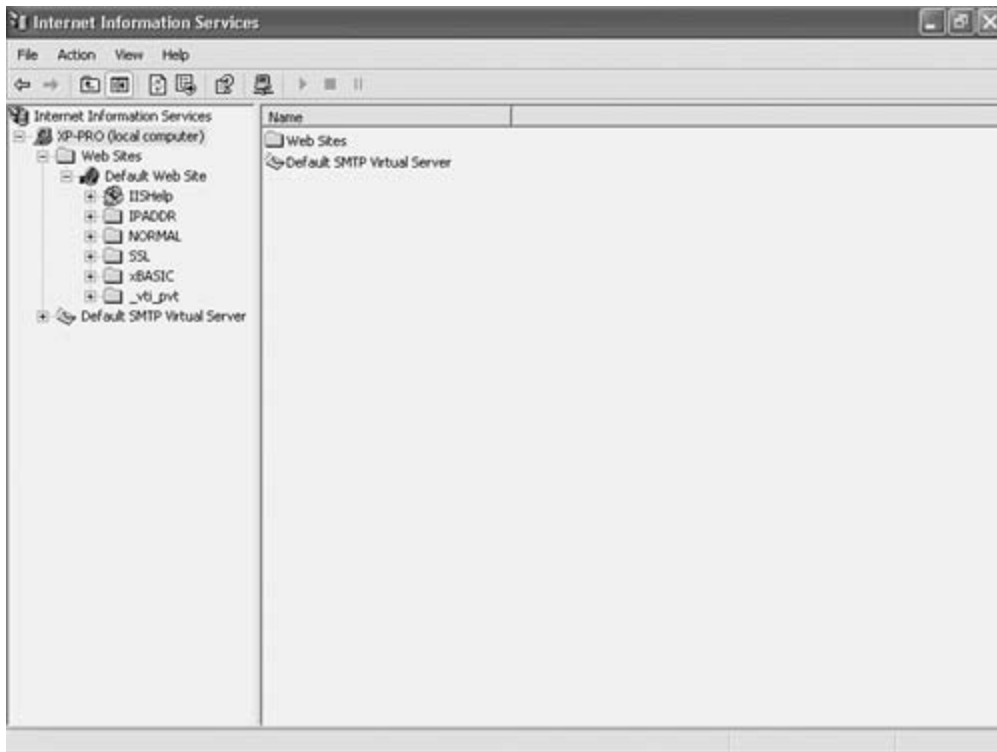 Internet Information Services
File Action View Help
Internet Information Services
XP-PRO (local computer)
Web Sites
Default Web Site
IISHelp
IPADDR
NORMAL
SSL
xBASIC
_vti_pvt
Default SMTP Virtual Server
Name
Web Sites
Default SMTP Virtual Server